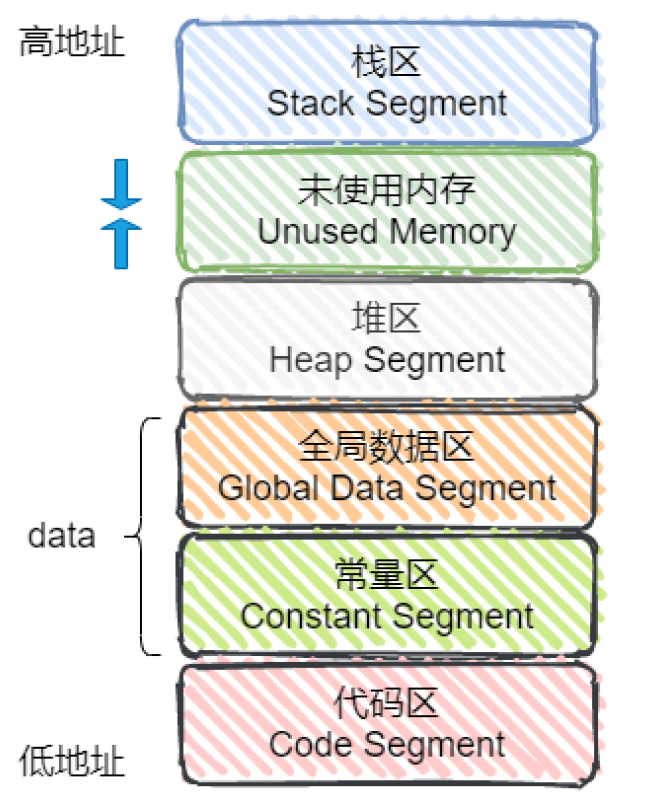 高地址
栈区
Stack Segment
未使用内存
Unused Memory
堆区
Heap Segment
全局数据区
Global Data Segment
data
常量区
Constant Segment
代码区
Code Segment
低地址